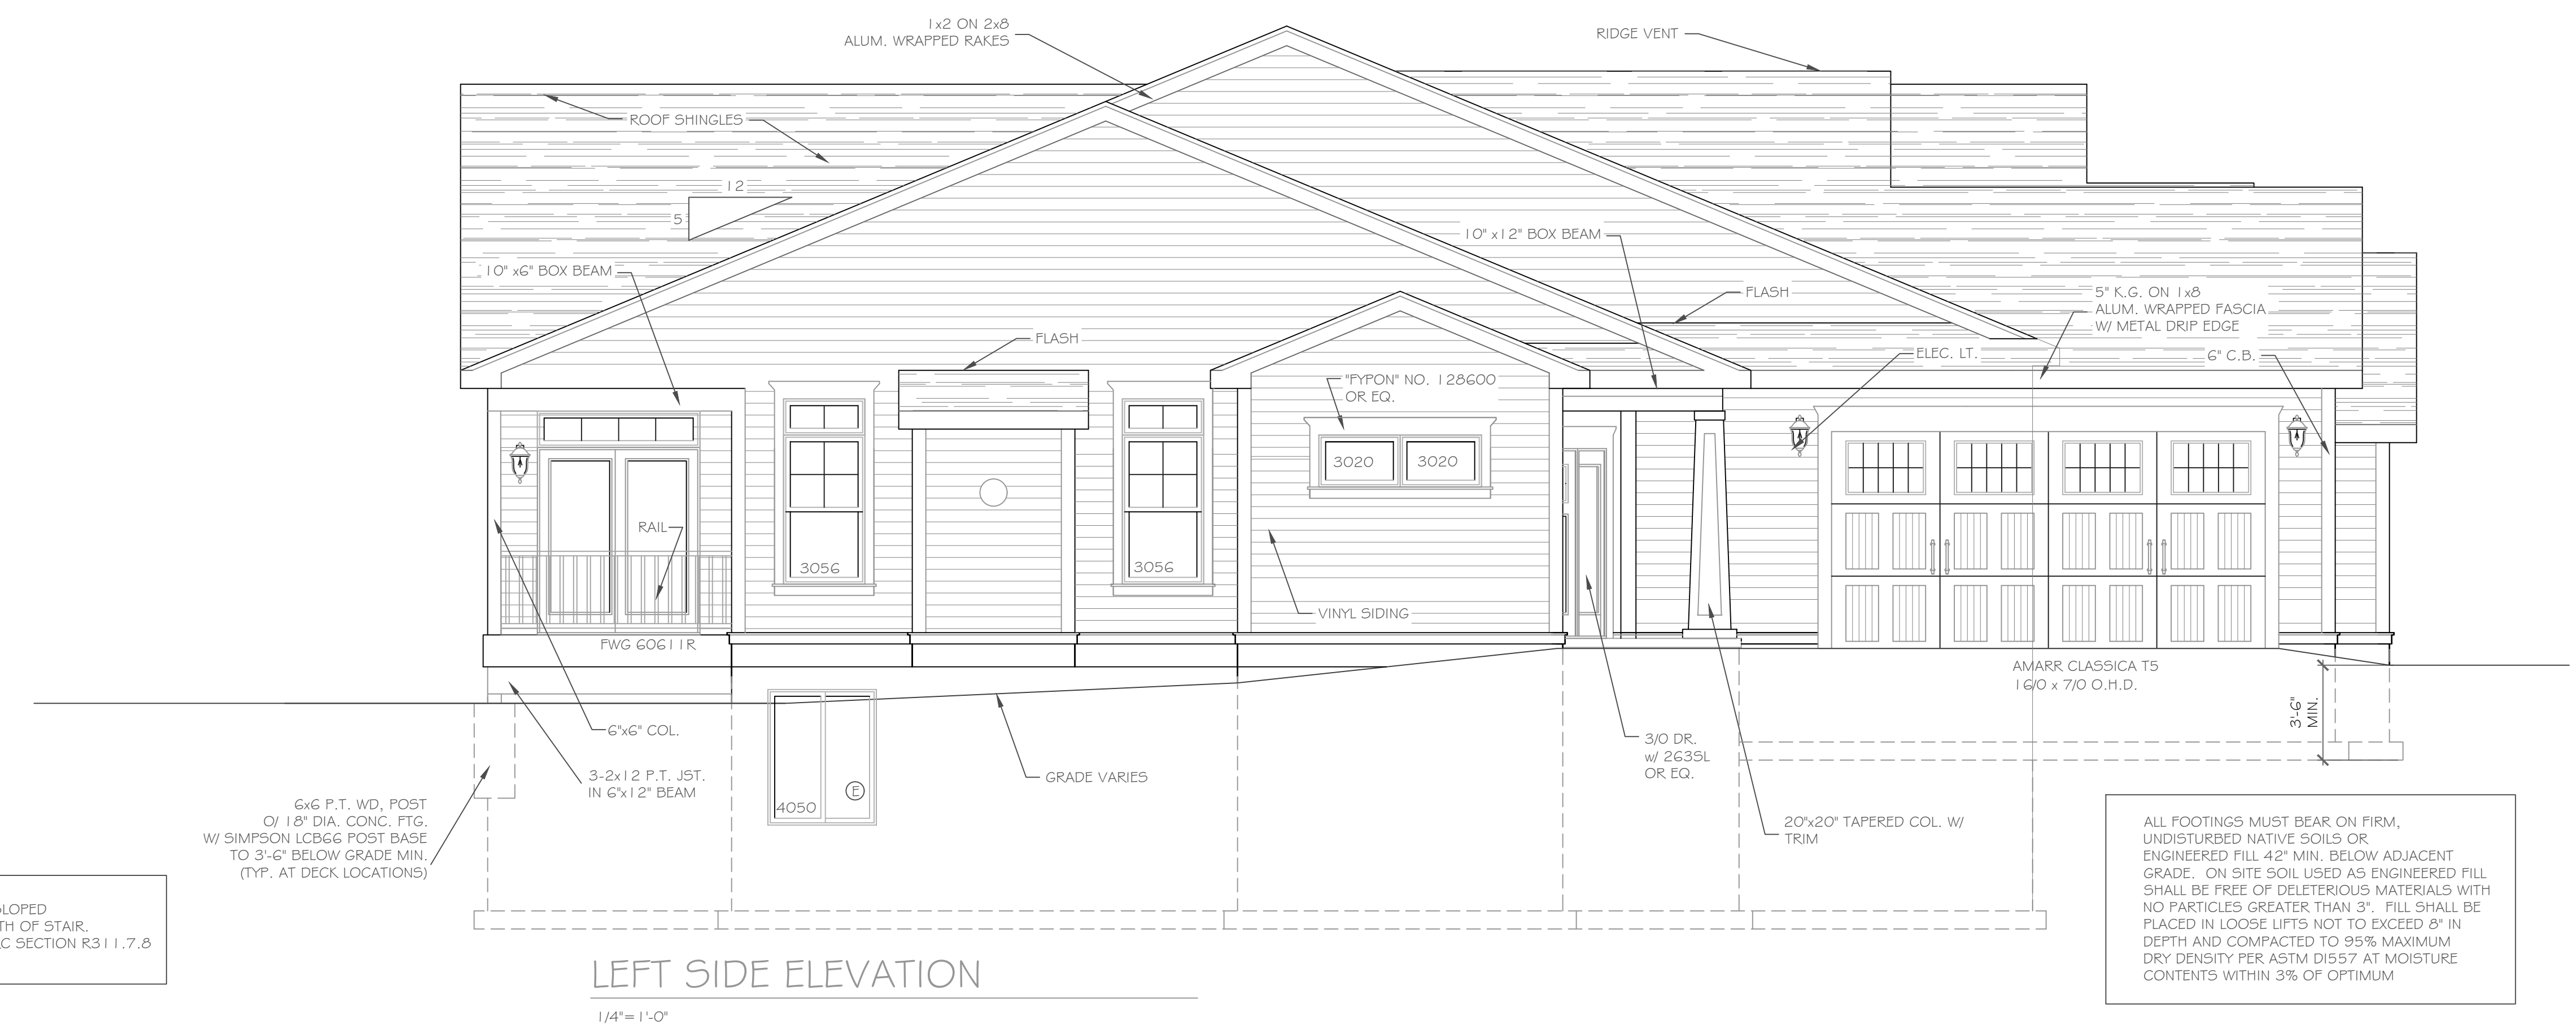 1x2 ON 2x8
ALUM. WRAPPED RAKES
RIDGE VENT
ROOF SHINGLES
12
5
10" x6" BOX BEAM
10" x12" BOX BEAM
FLASH
FLASH
5" K.G. ON 1x8
ALUM. WRAPPED FASCIA
W/ METAL DRIP EDGE
ELEC. LT.
6" C.B.
"FYPON" NO. 128600
OR EQ.
3020
3020
RAIL
3056
3056
VINYL SIDING
FWG 60611R
AMARR CLASSICA T5
16/0 x 7/0 O.H.D.
3'-6"
MIN.
6"x6" COL.
3-2x12 P.T. JST.
IN 6"x12" BEAM
4050
E
GRADE VARIES
3/0 DR.
w/ 263SL
OR EQ.
20"x20" TAPERED COL. W/
TRIM
6x6 P.T. WD, POST
O/ 18" DIA. CONC. FTG.
W/ SIMPSON LCB66 POST BASE
TO 3'-6" BELOW GRADE MIN.
(TYP. AT DECK LOCATIONS)
LOPED
TH OF STAIR.
C SECTION R311.7.8
ALL FOOTINGS MUST BEAR ON FIRM,
UNDISTURBED NATIVE SOILS OR
ENGINEERED FILL 42" MIN. BELOW ADJACENT
GRADE. ON SITE SOIL USED AS ENGINEERED FILL
SHALL BE FREE OF DELETERIOUS MATERIALS WITH
NO PARTICLES GREATER THAN 3". FILL SHALL BE
PLACED IN LOOSE LIFTS NOT TO EXCEED 8" IN
DEPTH AND COMPACTED TO 95% MAXIMUM
DRY DENSITY PER ASTM D1557 AT MOISTURE
CONTENTS WITHIN 3% OF OPTIMUM
LEFT SIDE ELEVATION
1/4"=1'-0"